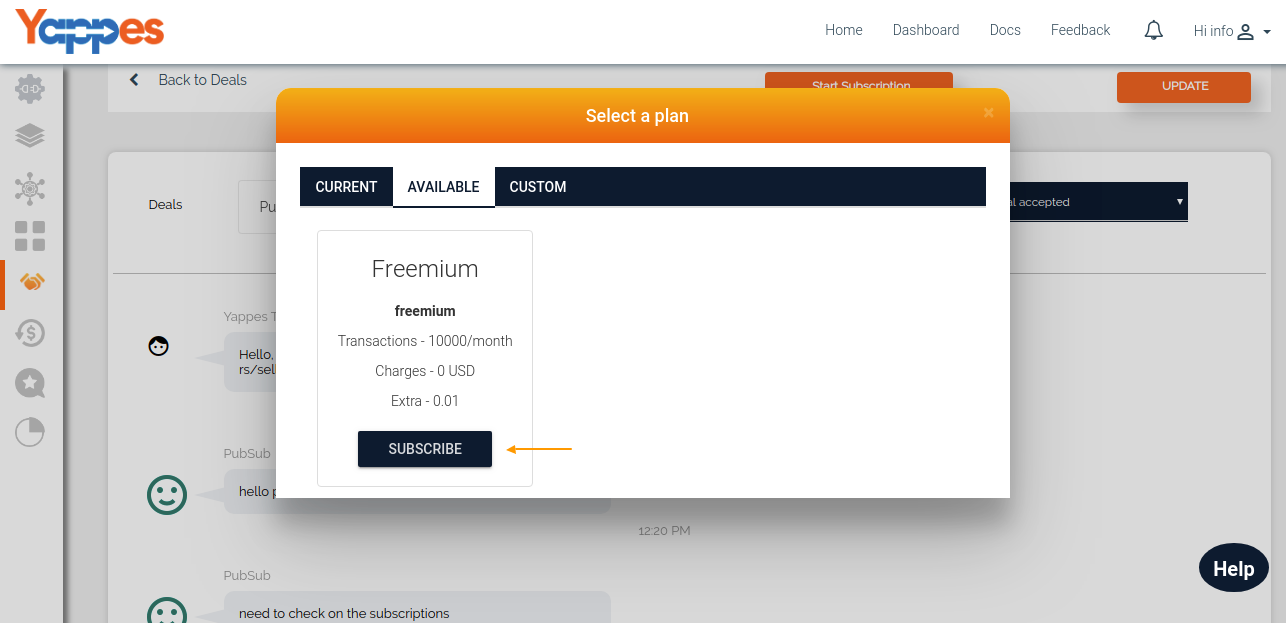 Yappes
Home
Dashboard
Docs
Feedback
Hi info
Back to Deals
Start Subscription
UPDATE
Select a plan
×
CURRENT
AVAILABLE
CUSTOM
Deals
Pu
al accepted
Freemium
freemium
Transactions - 10000/month
Charges - 0 USD
Extra - 0.01
SUBSCRIBE
Yappes T
Hello,
rs/sell
PubSub
hello p
12:20 PM
PubSub
need to check on the subscriptions
Help